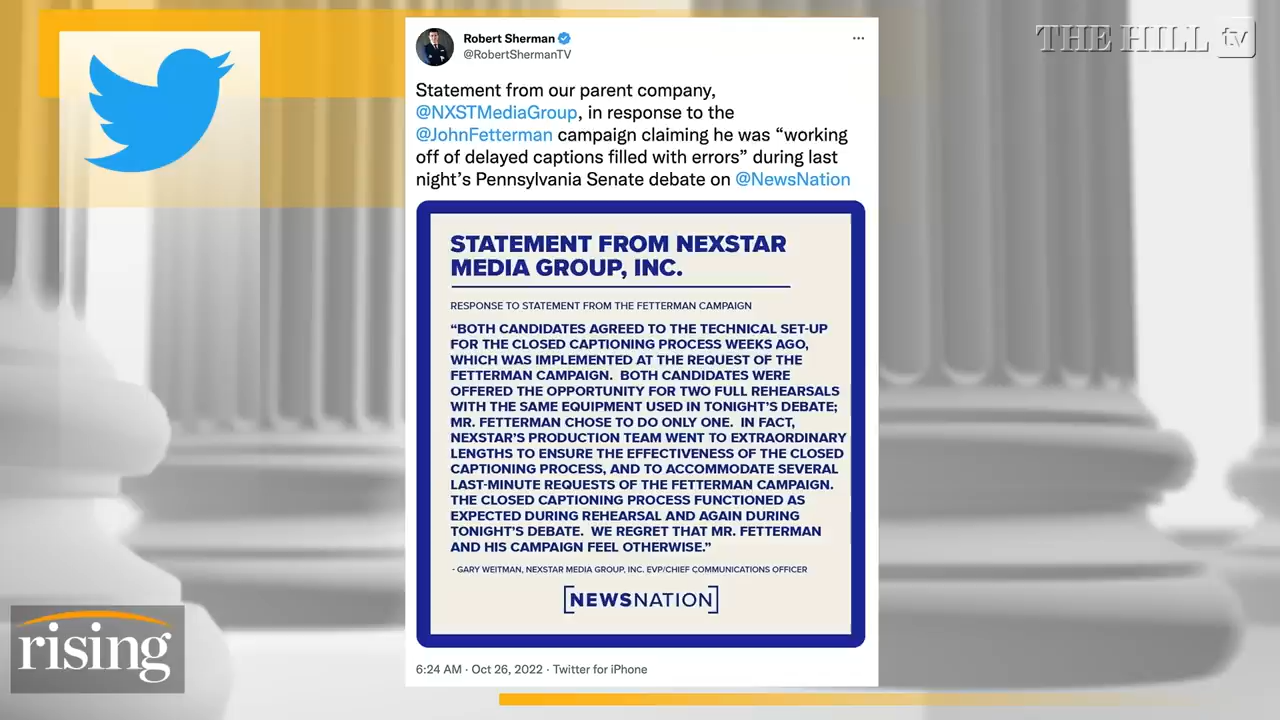 THE HILL tv
Robert Sherman
@RobertShermanTV
Statement from our parent company,
@NXSTMediaGroup, in response to the
@JohnFetterman campaign claiming he was “working
off of delayed captions filled with errors” during last
night’s Pennsylvania Senate debate on @NewsNation
STATEMENT FROM NEXSTAR
MEDIA GROUP, INC.
RESPONSE TO STATEMENT FROM THE FETTERMAN CAMPAIGN
“BOTH CANDIDATES AGREED TO THE TECHNICAL SET-UP
FOR THE CLOSED CAPTIONING PROCESS WEEKS AGO,
WHICH WAS IMPLEMENTED AT THE REQUEST OF THE
FETTERMAN CAMPAIGN. BOTH CANDIDATES WERE
OFFERED THE OPPORTUNITY FOR TWO FULL REHEARSALS
WITH THE SAME EQUIPMENT USED IN TONIGHT’S DEBATE;
MR. FETTERMAN CHOSE TO DO ONLY ONE. IN FACT,
NEXSTAR’S PRODUCTION TEAM WENT TO EXTRAORDINARY
LENGTHS TO ENSURE THE EFFECTIVENESS OF THE CLOSED
CAPTIONING PROCESS, AND TO ACCOMMODATE SEVERAL
LAST-MINUTE REQUESTS OF THE FETTERMAN CAMPAIGN.
THE CLOSED CAPTIONING PROCESS FUNCTIONED AS
EXPECTED DURING REHEARSAL AND AGAIN DURING
TONIGHT’S DEBATE. WE REGRET THAT MR. FETTERMAN
AND HIS CAMPAIGN FEEL OTHERWISE.”
- GARY WEITMAN, NEXSTAR MEDIA GROUP, INC. EVP/CHIEF COMMUNICATIONS OFFICER
[NEWSNATION]
6:24 AM · Oct 26, 2022 · Twitter for iPhone
rising